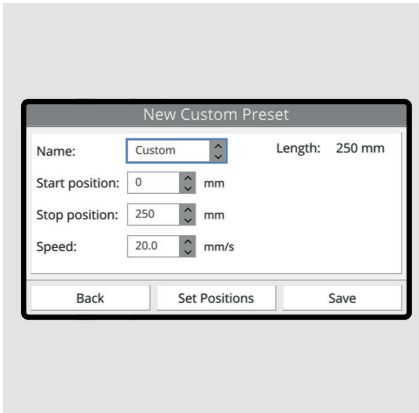 New Custom Preset
Name: Custom Length: 250 mm
Start position: 0 mm
Stop position: 250 mm
Speed: 20.0 mm/s
Back Set Positions Save